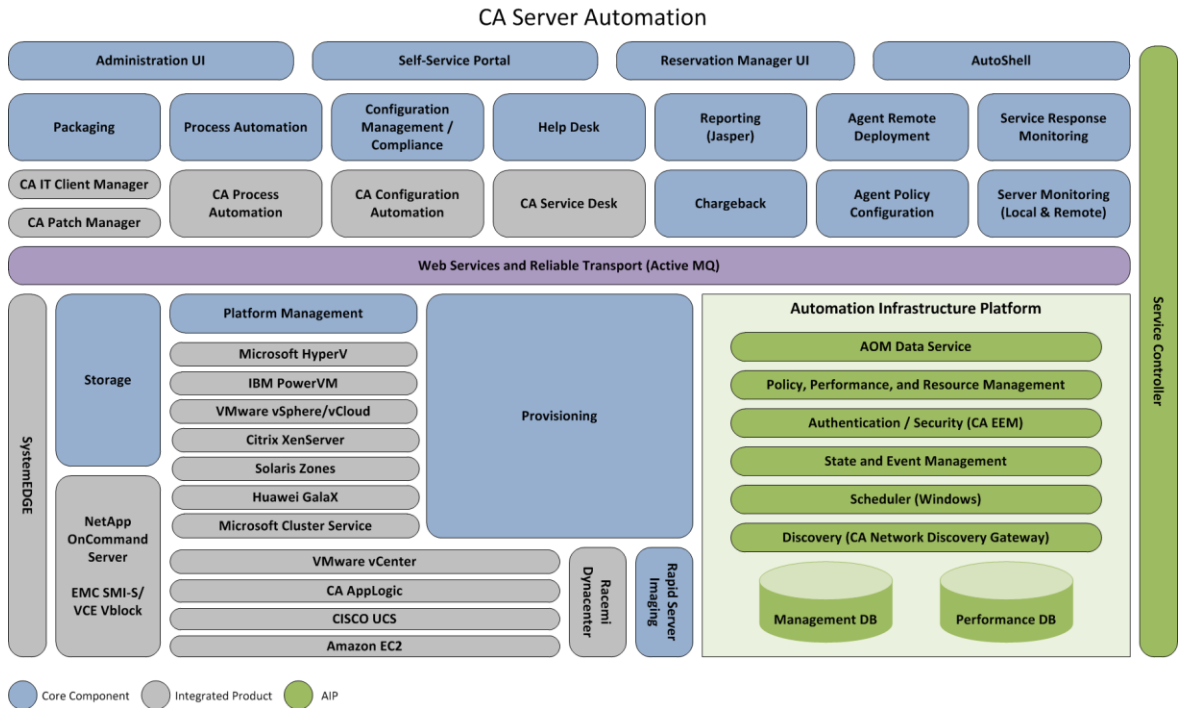 CA Server Automation
Administration UI
Self-Service Portal
Reservation Manager UI
AutoShell
Packaging
Process Automation
Configuration
Management /
Compliance
Help Desk
Reporting
(Jasper)
Agent Remote
Deployment
Service Response
Monitoring
CA IT Client Manager
CA Patch Manager
CA Process
Automation
CA Configuration
Automation
CA Service Desk
Chargeback
Agent Policy
Configuration
Server Monitoring
(Local & Remote)
Web Services and Reliable Transport (Active MQ)
Service Controller
SystemEDGE
Storage
NetApp
OnCommand
Server
EMC SMI-S/
VCE Vblock
Platform Management
Microsoft HyperV
IBM PowerVM
VMware vSphere/vCloud
Citrix XenServer
Solaris Zones
Huawei GalaX
Microsoft Cluster Service
VMware vCenter
CA AppLogic
CISCO UCS
Amazon EC2
Provisioning
Racemi
Dynacenter
Rapid Server
Imaging
Automation Infrastructure Platform
AOM Data Service
Policy, Performance, and Resource Management
Authentication / Security (CA EEM)
State and Event Management
Scheduler (Windows)
Discovery (CA Network Discovery Gateway)
Management DB
Performance DB
Core Component
Integrated Product
AIP